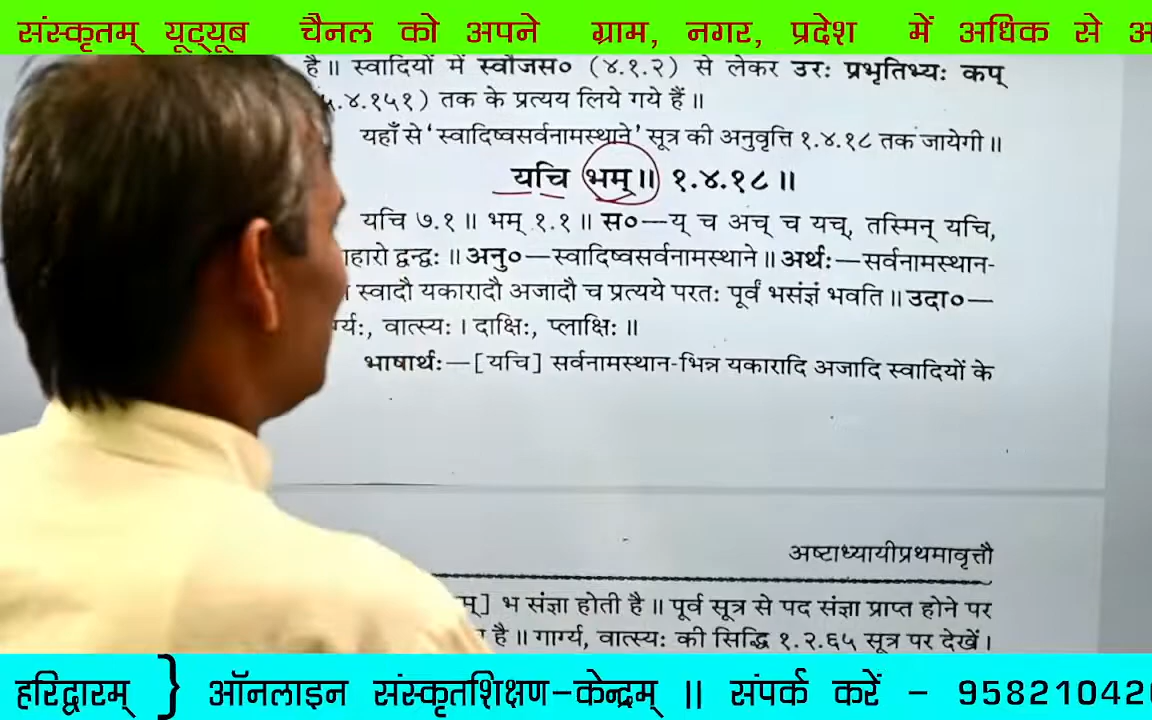 संस्कृतम् यूट्यूब चैनल को अपने ग्राम, नगर, प्रदेश में अधिक से
है ॥ स्वादियों में स्वौजस० (४.१.२) से लेकर उरः प्रभृतिभ्यः कप्
.४.१५१) तक के प्रत्यय लिये गये हैं ॥
यहाँ से ‘स्वादिष्वसर्वनामस्थाने’ सूत्र की अनुवृत्ति १.४.१८ तक जायेगी ॥
यचि भम् ॥ १.४.१८ ॥
यचि ७.१ ॥ भम् १.१ ॥ स०—य् च अच् च यच्, तस्मिन् यचि,
हारो द्वन्द्वः ॥ अनु०—स्वादिष्वसर्वनामस्थाने ॥ अर्थः—सर्वनामस्थान-
स्वादौ यकारादौ अजादौ च प्रत्यये परतः पूर्वं भसंज्ञं भवति ॥ उदा०—
र्ग्यः, वात्स्यः । दाक्षिः, प्लाक्षिः ॥
भाषार्थः—[यचि] सर्वनामस्थान-भिन्न यकारादि अजादि स्वादियों के
अष्टाध्यायीप्रथमावृत्तौ
म्] भ संज्ञा होती है ॥ पूर्व सूत्र से पद संज्ञा प्राप्त होने पर
है ॥ गार्ग्य, वात्स्यः की सिद्धि १.२.६५ सूत्र पर देखें ।
हरिद्वारम् } ऑनलाइन संस्कृतशिक्षण-केन्द्रम् ॥ संपर्क करें - 95821042